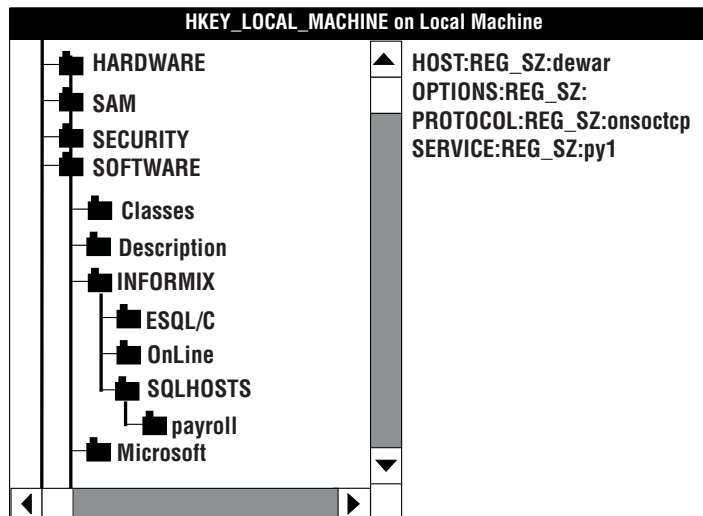 HKEY_LOCAL_MACHINE on Local Machine
HARDWARE
SAM
SECURITY
SOFTWARE
Classes
Description
INFORMIX
ESQL/C
OnLine
SQLHOSTS
payroll
Microsoft
HOST:REG_SZ:dewar
OPTIONS:REG_SZ:
PROTOCOL:REG_SZ:onsoctcp
SERVICE:REG_SZ:py1